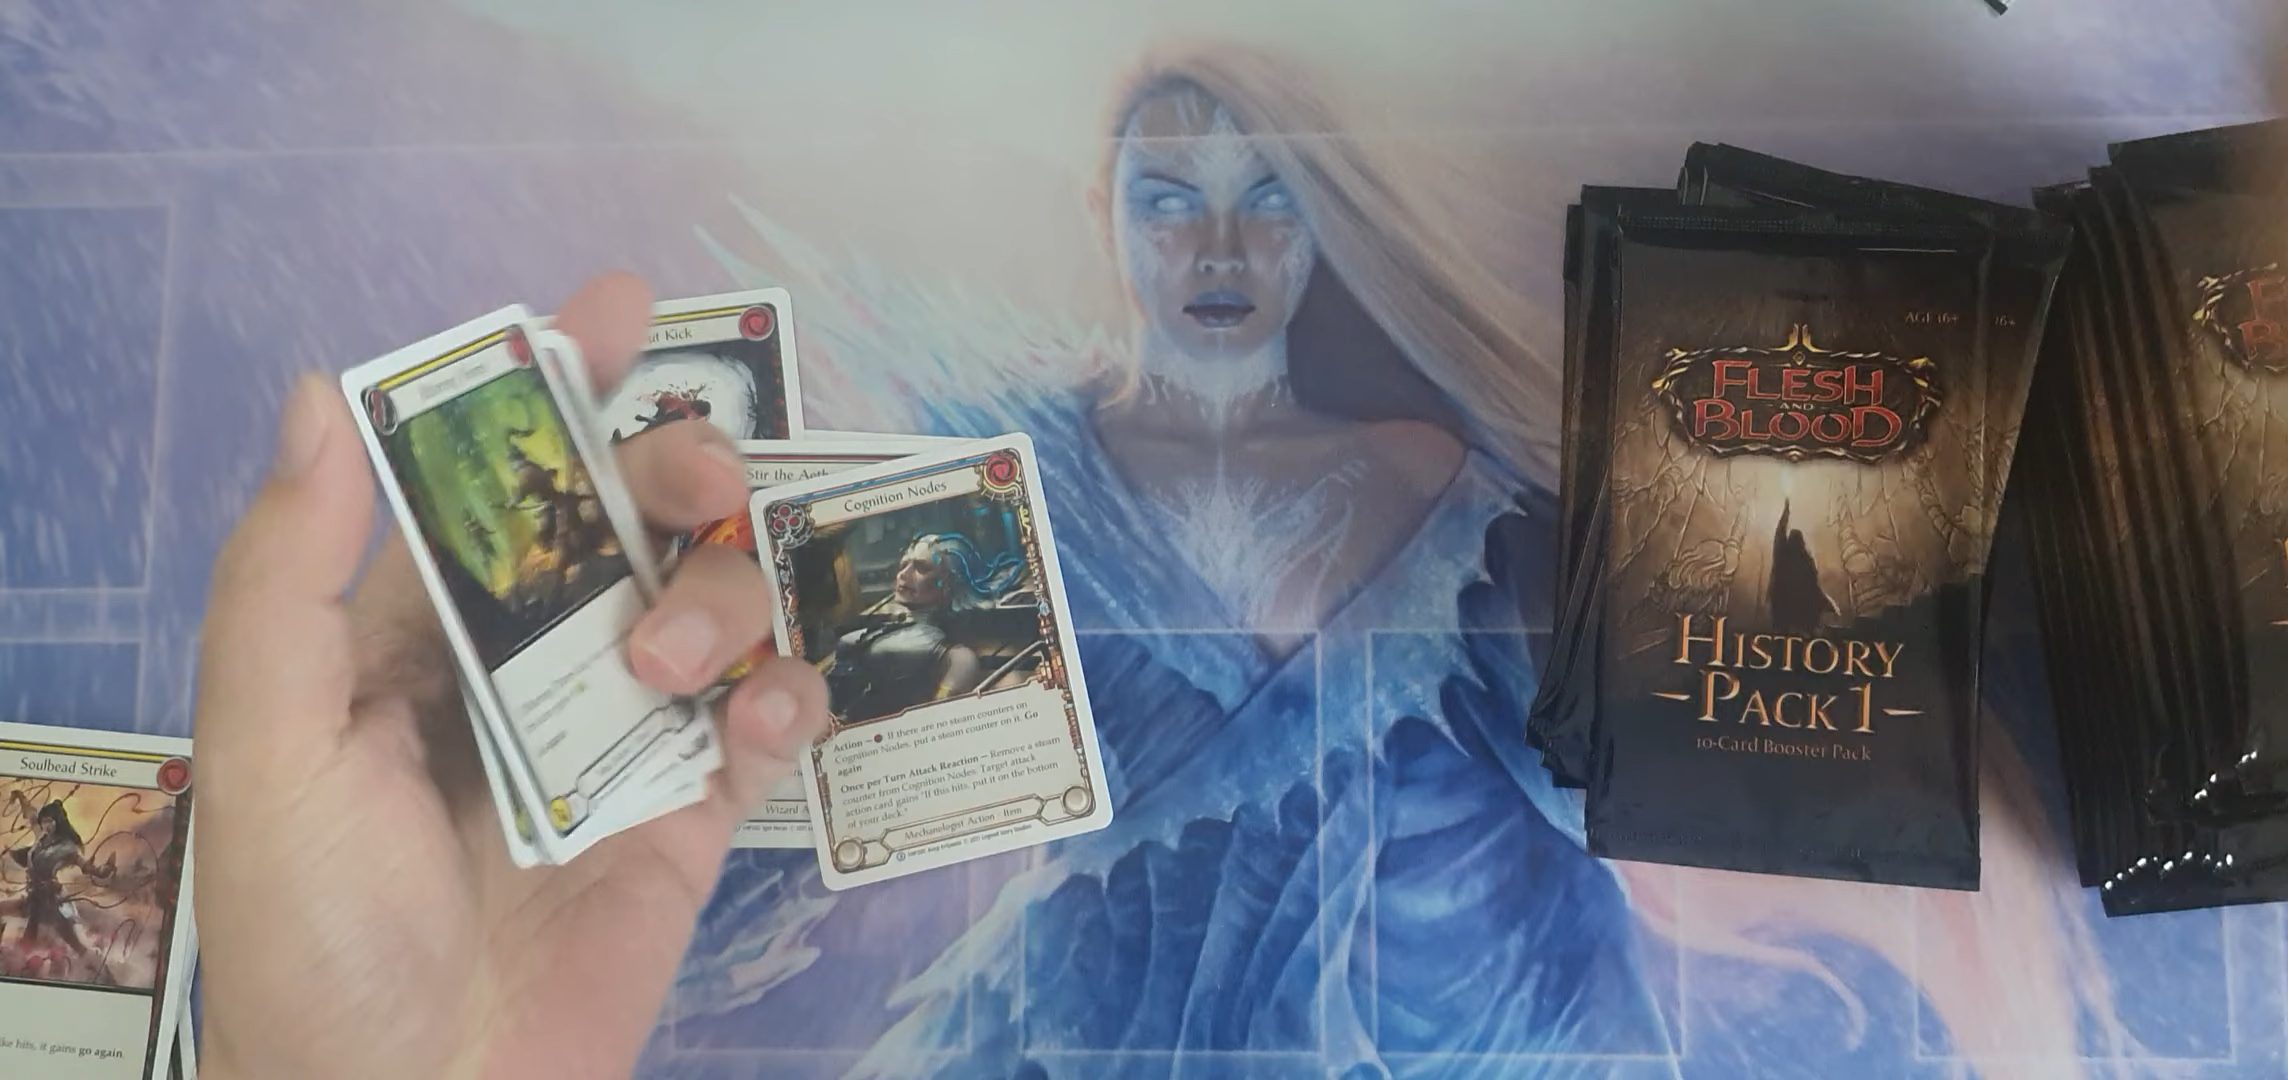 ut Kick
Stir the Aeth
Cognition Nodes
Action – If there are no steam counters on
Cognition Nodes, put a steam counter on it. Go
again
Once per Turn Attack Reaction – Remove a steam
counter from Cognition Nodes: Target attack
action card gains "If this hits, put it on the bottom
of your deck."
Mechanologist Action - Item
Wizard A
Soulbead Strike
ke hits, it gains go again.
AGE 16+
16+
FLESH
AND
BLOOD
HISTORY
PACK 1
10-Card Booster Pack
F
B